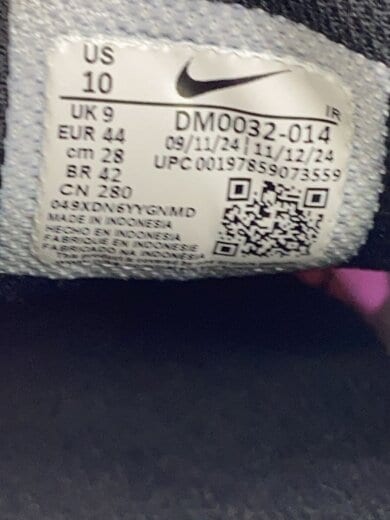 US
10
UK 9
EUR 44
cm 28
BR 42
CN 280
IR
DM0032-014
09/11/24 | 11/12/24
UPC 00197859073559
049XDN6YYGNMD
MADE IN INDONESIA
HECHO EN INDONESIA
FABRIQUE EN INDONESIE
FABRICADO NA INDONESIA